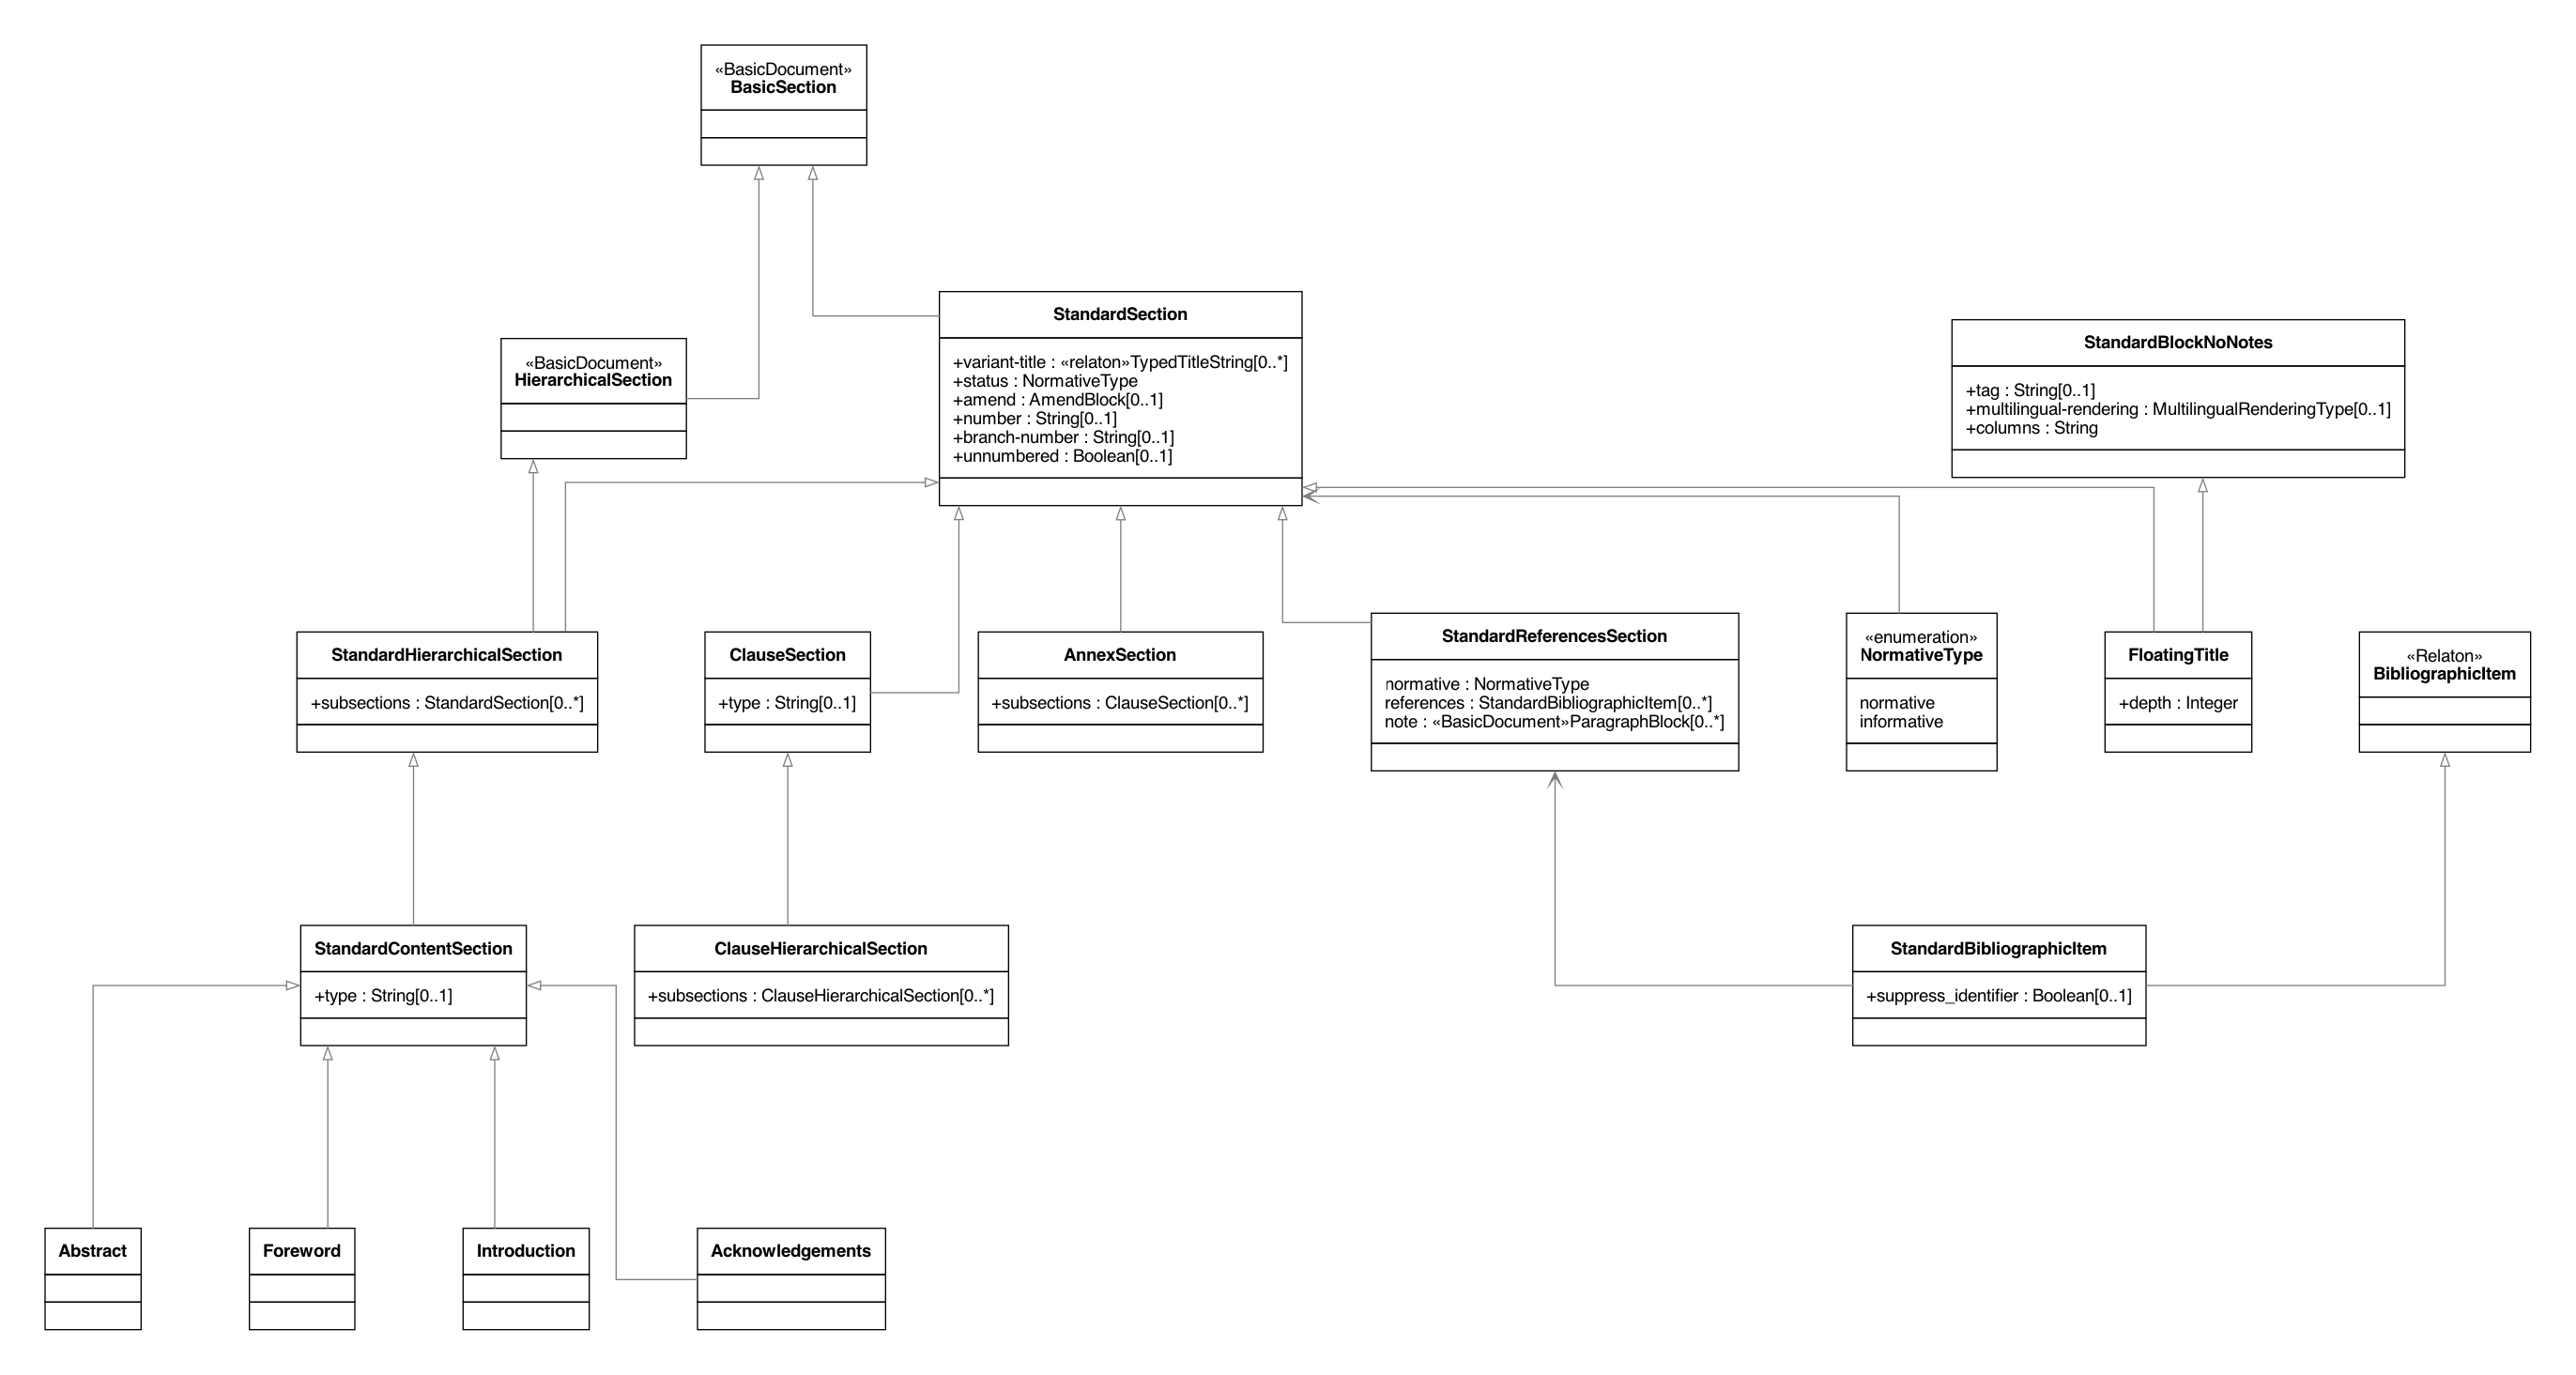 «BasicDocument»
BasicSection
StandardSection
+variant-title : «relaton»TypedTitleString[0..*]
+status : NormativeType
+amend : AmendBlock[0..1]
+number : String[0..1]
+branch-number : String[0..1]
+unnumbered : Boolean[0..1]
«BasicDocument»
HierarchicalSection
StandardBlockNoNotes
+tag : String[0..1]
+multilingual-rendering : MultilingualRenderingType[0..1]
+columns : String
StandardHierarchicalSection
+subsections : StandardSection[0..*]
ClauseSection
+type : String[0..1]
AnnexSection
+subsections : ClauseSection[0..*]
StandardReferencesSection
normative : NormativeType
references : StandardBibliographicItem[0..*]
note : «BasicDocument»ParagraphBlock[0..*]
«enumeration»
NormativeType
normative
informative
FloatingTitle
+depth : Integer
«Relaton»
BibliographicItem
StandardContentSection
+type : String[0..1]
ClauseHierarchicalSection
+subsections : ClauseHierarchicalSection[0..*]
StandardBibliographicItem
+suppress_identifier : Boolean[0..1]
Abstract
Foreword
Introduction
Acknowledgements